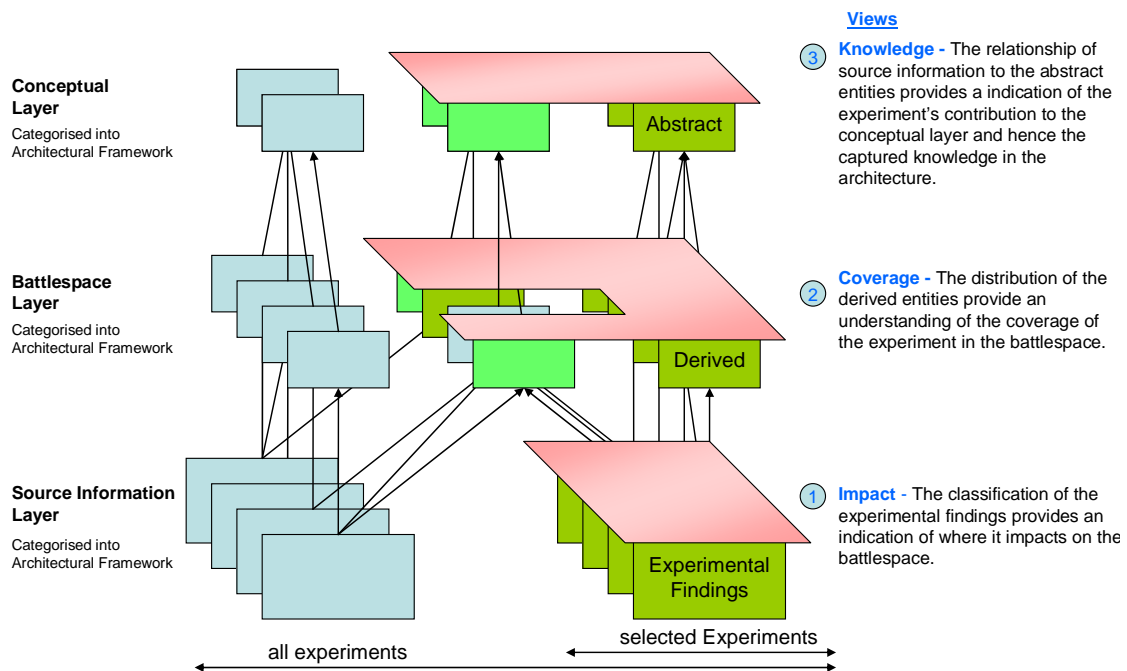 Views
Conceptual
Layer
Categorised into
Architectural Framework
Abstract
3
Knowledge - The relationship of
source information to the abstract
entities provides a indication of the
experiment's contribution to the
conceptual layer and hence the
captured knowledge in the
architecture.
Battlespace
Layer
Categorised into
Architectural Framework
Derived
2
Coverage - The distribution of the
derived entities provide an
understanding of the coverage of
the experiment in the battlespace.
Source Information
Layer
Categorised into
Architectural Framework
Experimental
Findings
1
Impact - The classification of the
experimental findings provides an
indication of where it impacts on the
battlespace.
selected Experiments
all experiments